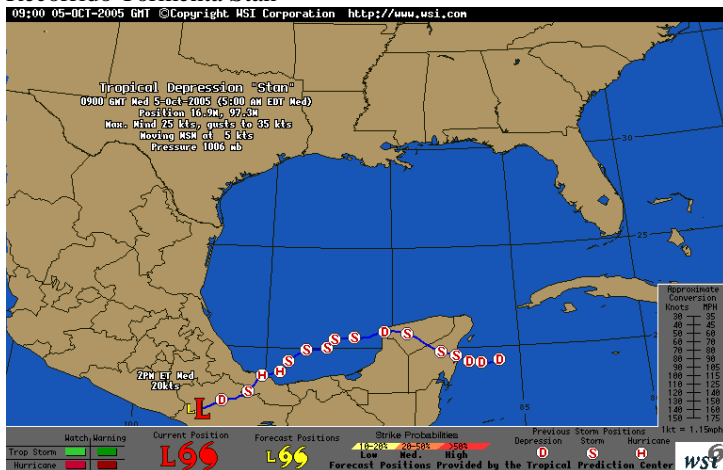 Recorrido Tormenta Stan
09:00 05-OCT-2005 GMT ©Copyright WSI Corporation http://www.wsi.com
Tropical Depression "Stan"
0900 GMT Wed 5-Oct-2005 (5:00 AM EDT Wed)
Position 16.9N, 97.3W
Max. Wind 25 kts, gusts to 35 kts
Moving WSW at 5 kts
Pressure 1006 mb
30
25
D
S
S
S
S
S
S
H
H
S
D
S
S
D
D
D
2PM ET Wed
20kts
L L
100
85
Approximate
Conversion
Knots MPH
30 35
40 45
50 60
60 70
70 80
80 90
90 105
100 115
110 125
120 140
130 150
140 160
150 175
1kt = 1.15mph
Watch Warning
Trop Storm
Hurricane
Current Position
L
Forecast Positions
L
Strike Probabilities
10-20% 20-50% >50%
Low Med. High
Previous Storm Positions
Depression Storm Hurricane
D S H
Forecast Positions Provided by the Tropical Prediction Center
WSI